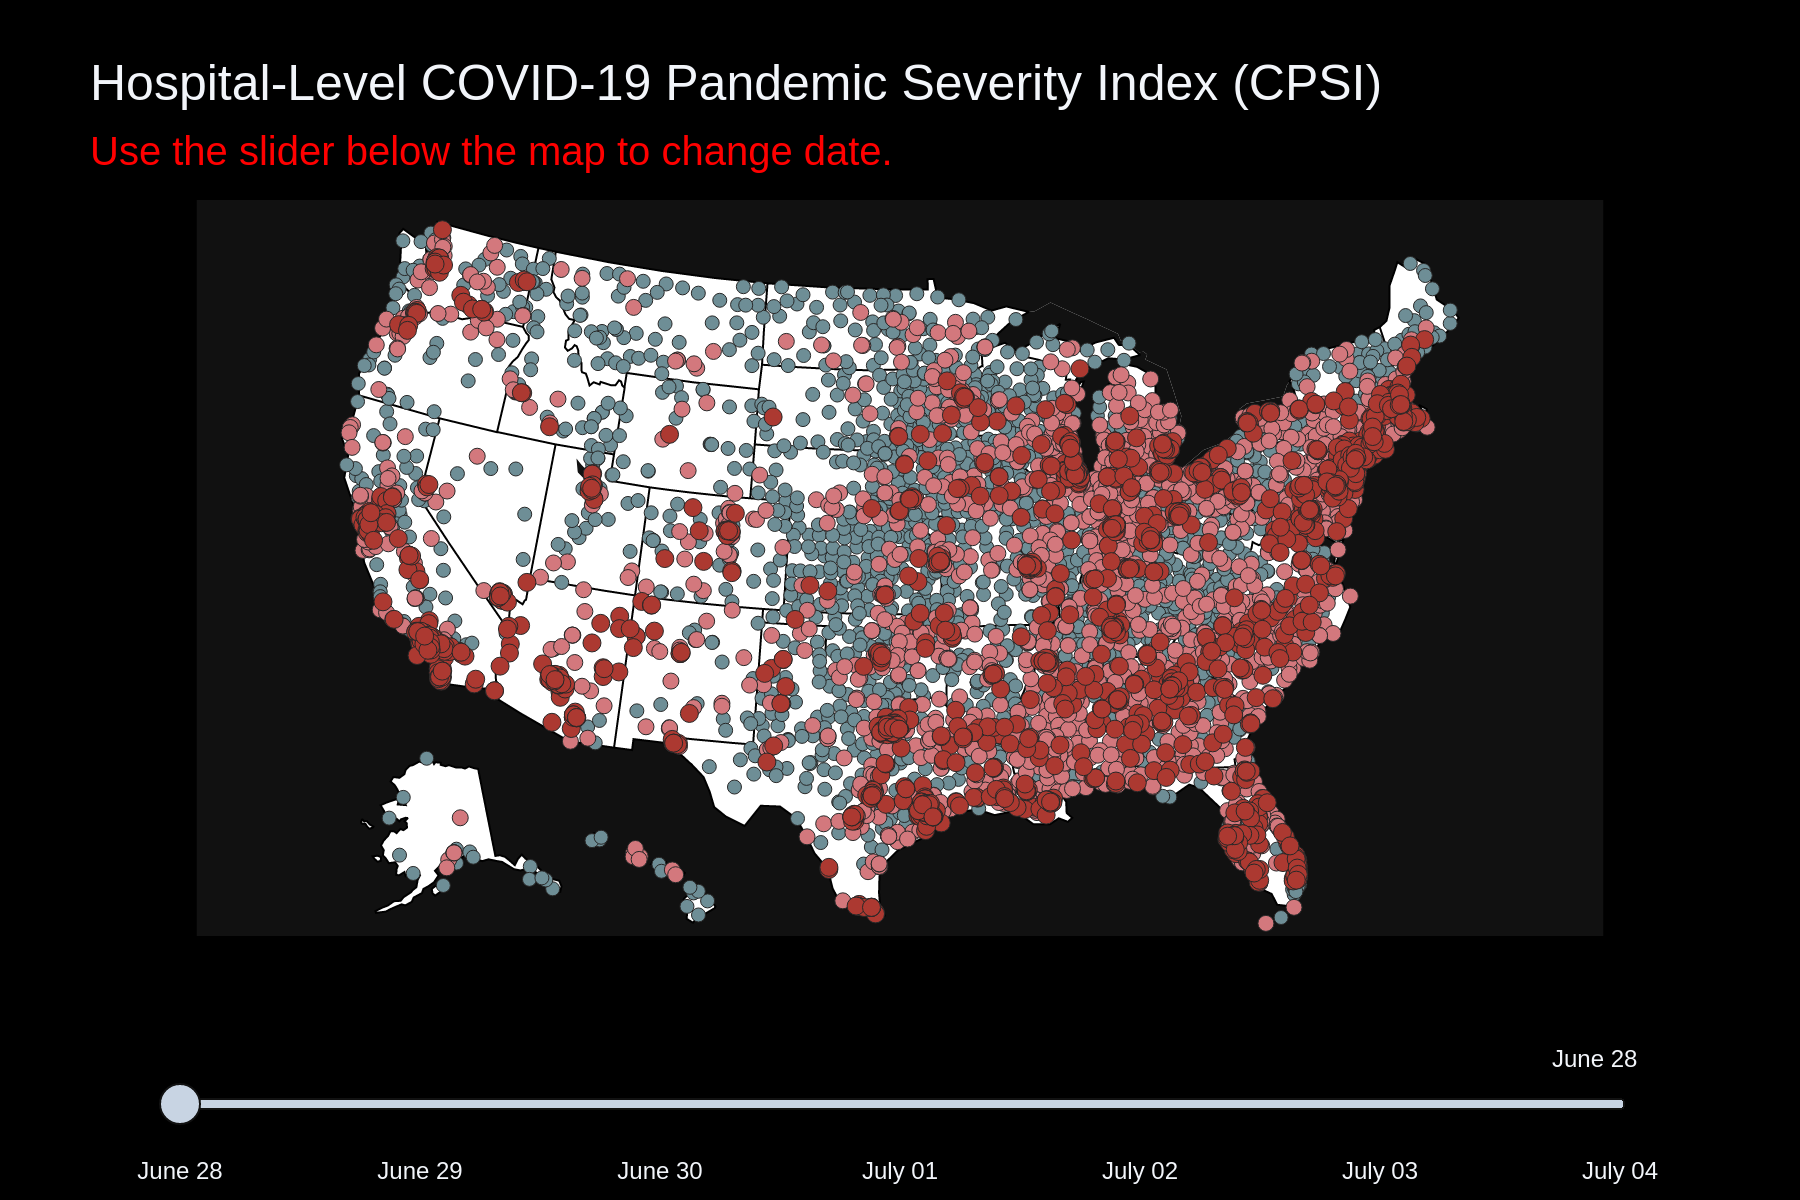 Hospital-Level COVID-19 Pandemic Severity Index (CPSI)
Use the slider below the map to change date.
June 28
June 28
June 29
June 30
July 01
July 02
July 03
July 04